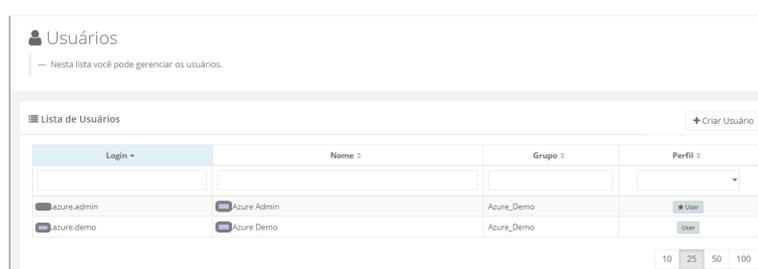 Usuários
— Nesta lista você pode gerenciar os usuários.
Lista de Usuários
Criar Usuário
Login Nome Grupo Perfil
azure.admin Azure Admin Azure_Demo User
azure.demo Azure Demo Azure_Demo User
10 25 50 100